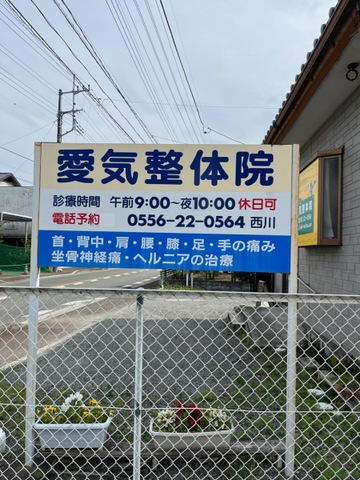 愛気整体院
診療時間 午前9:00~夜10:00 休日可
電話予約 0556-22-0564 西川
首・背中・肩・腰・膝・足・手の痛み
坐骨神経痛・ヘルニアの治療